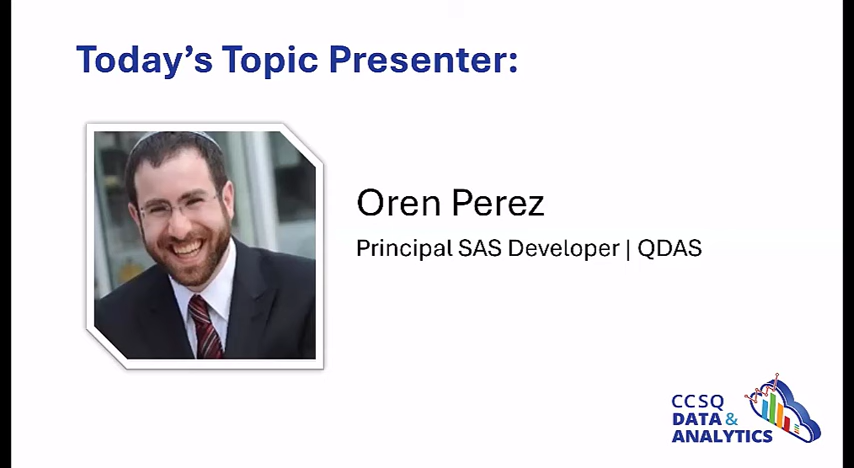 Today’s Topic Presenter:
Oren Perez
Principal SAS Developer | QDAS
CCSQ
DATA &
ANALYTICS